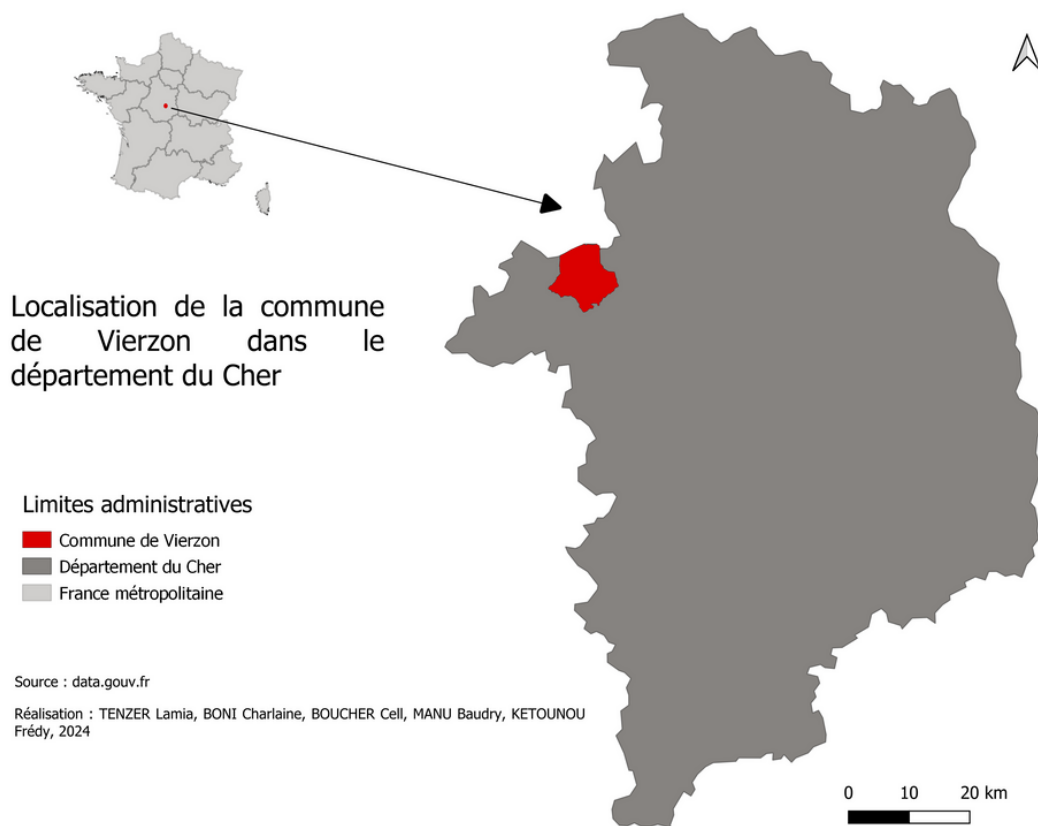 Localisation de la commune
de Vierzon dans le
département du Cher
Limites administratives
Commune de Vierzon
Département du Cher
France métropolitaine
Source : data.gouv.fr
Réalisation : TENZER Lamia, BONI Charlaine, BOUCHER Cell, MANU Baudry, KETOUNOU
Frédy, 2024
0 10 20 km